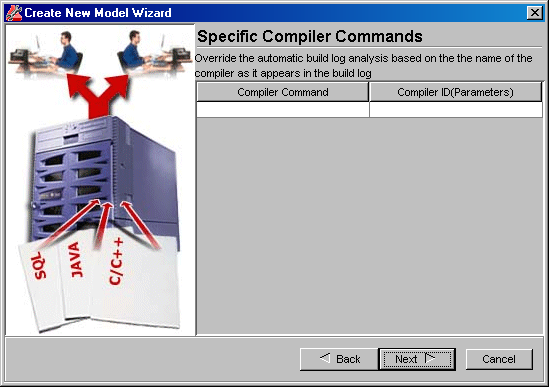 Create New Model Wizard
Specific Compiler Commands
Override the automatic build log analysis based on the the name of the
compiler as it appears in the build log
Compiler Command Compiler ID(Parameters)
SQL
JAVA
C/C++
Back Next Cancel